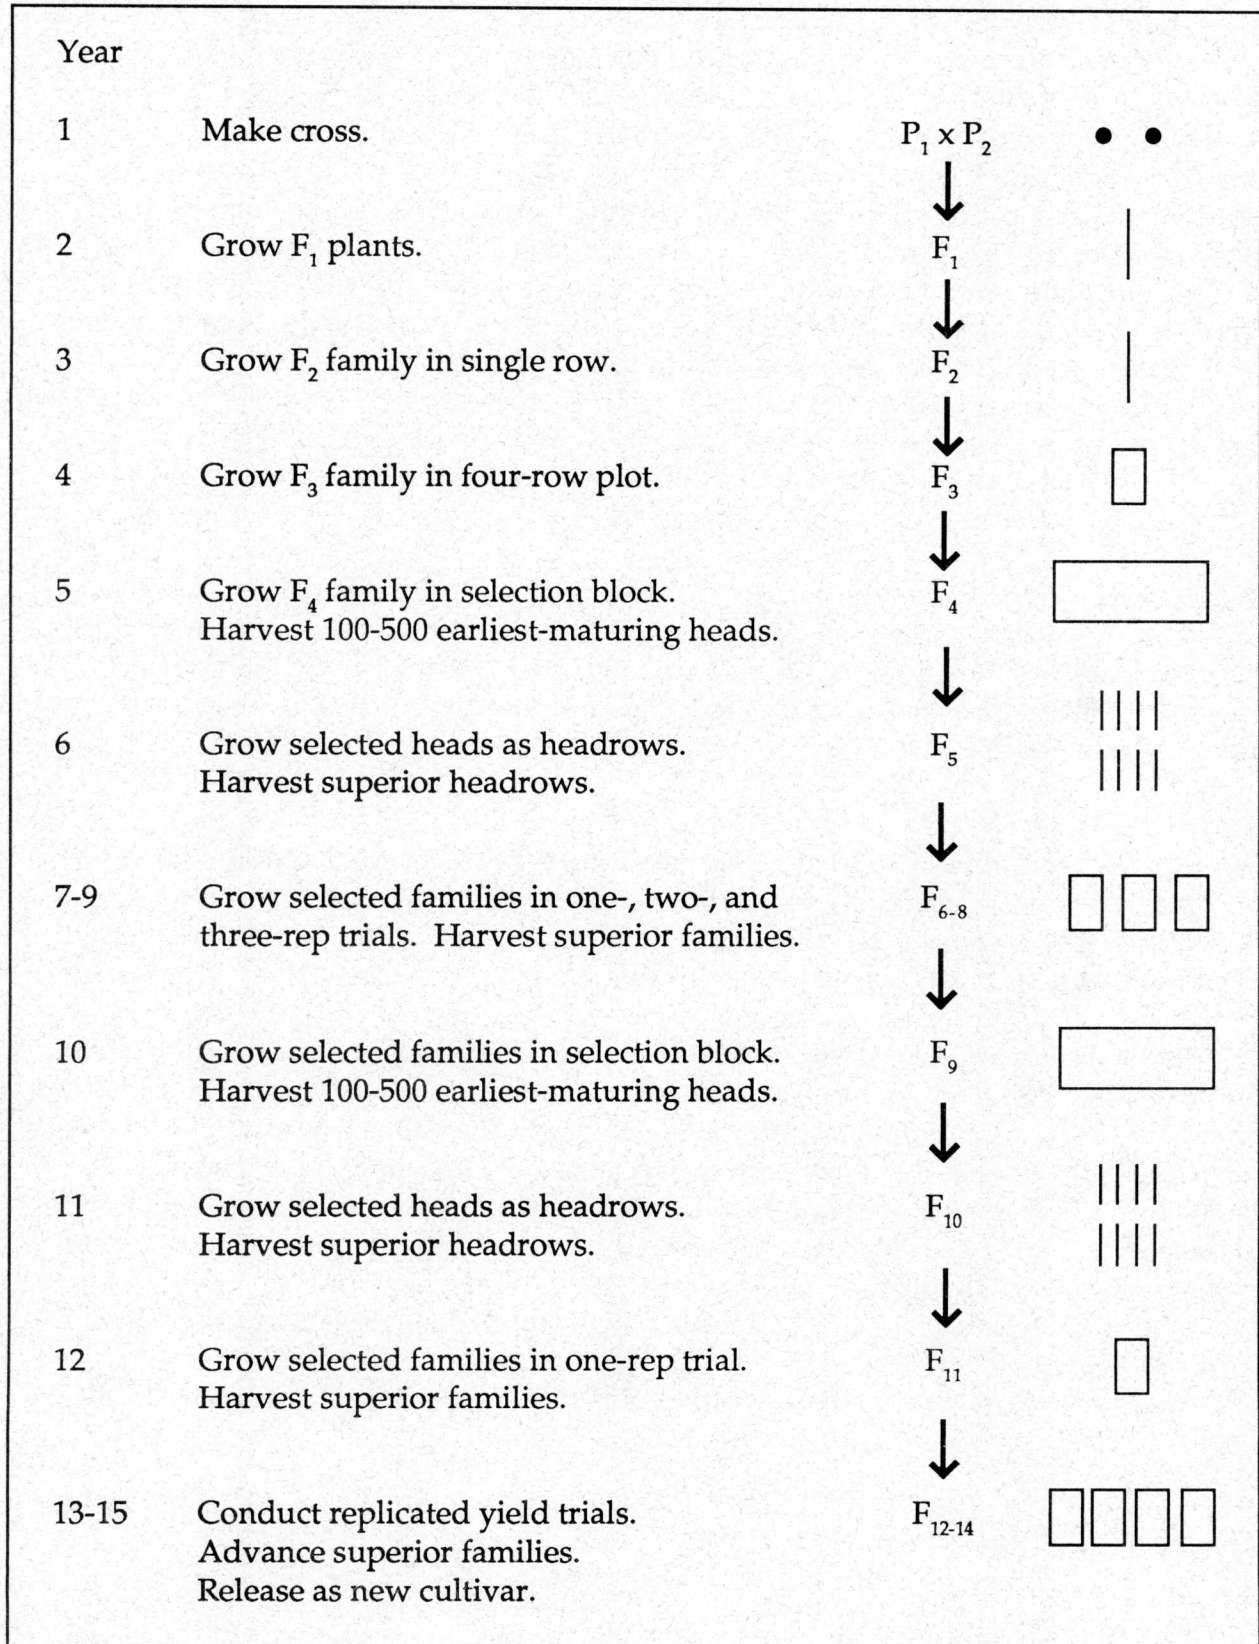 Year
1 Make cross. P₁ x P₂
2 Grow F₁ plants. F₁
3 Grow F₂ family in single row. F₂
4 Grow F₃ family in four-row plot. F₃
5 Grow F₄ family in selection block. F₄
Harvest 100-500 earliest-maturing heads.
6 Grow selected heads as headrows. F₅
Harvest superior headrows.
7-9 Grow selected families in one-, two-, and F₆₋₈
three-rep trials. Harvest superior families.
10 Grow selected families in selection block. F₉
Harvest 100-500 earliest-maturing heads.
11 Grow selected heads as headrows. F₁₀
Harvest superior headrows.
12 Grow selected families in one-rep trial. F₁₁
Harvest superior families.
13-15 Conduct replicated yield trials. F₁₂₋₁₄
Advance superior families.
Release as new cultivar.